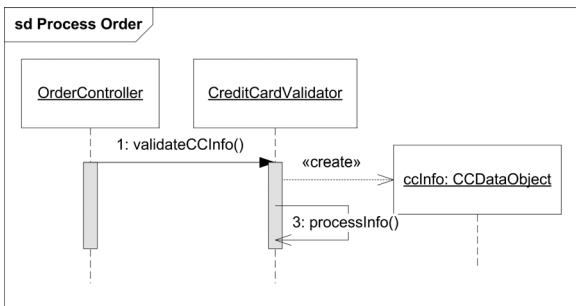 sd Process Order
OrderController
CreditCardValidator
1: validateCCInfo()
«create»
ccInfo: CCDataObject
3: processInfo()